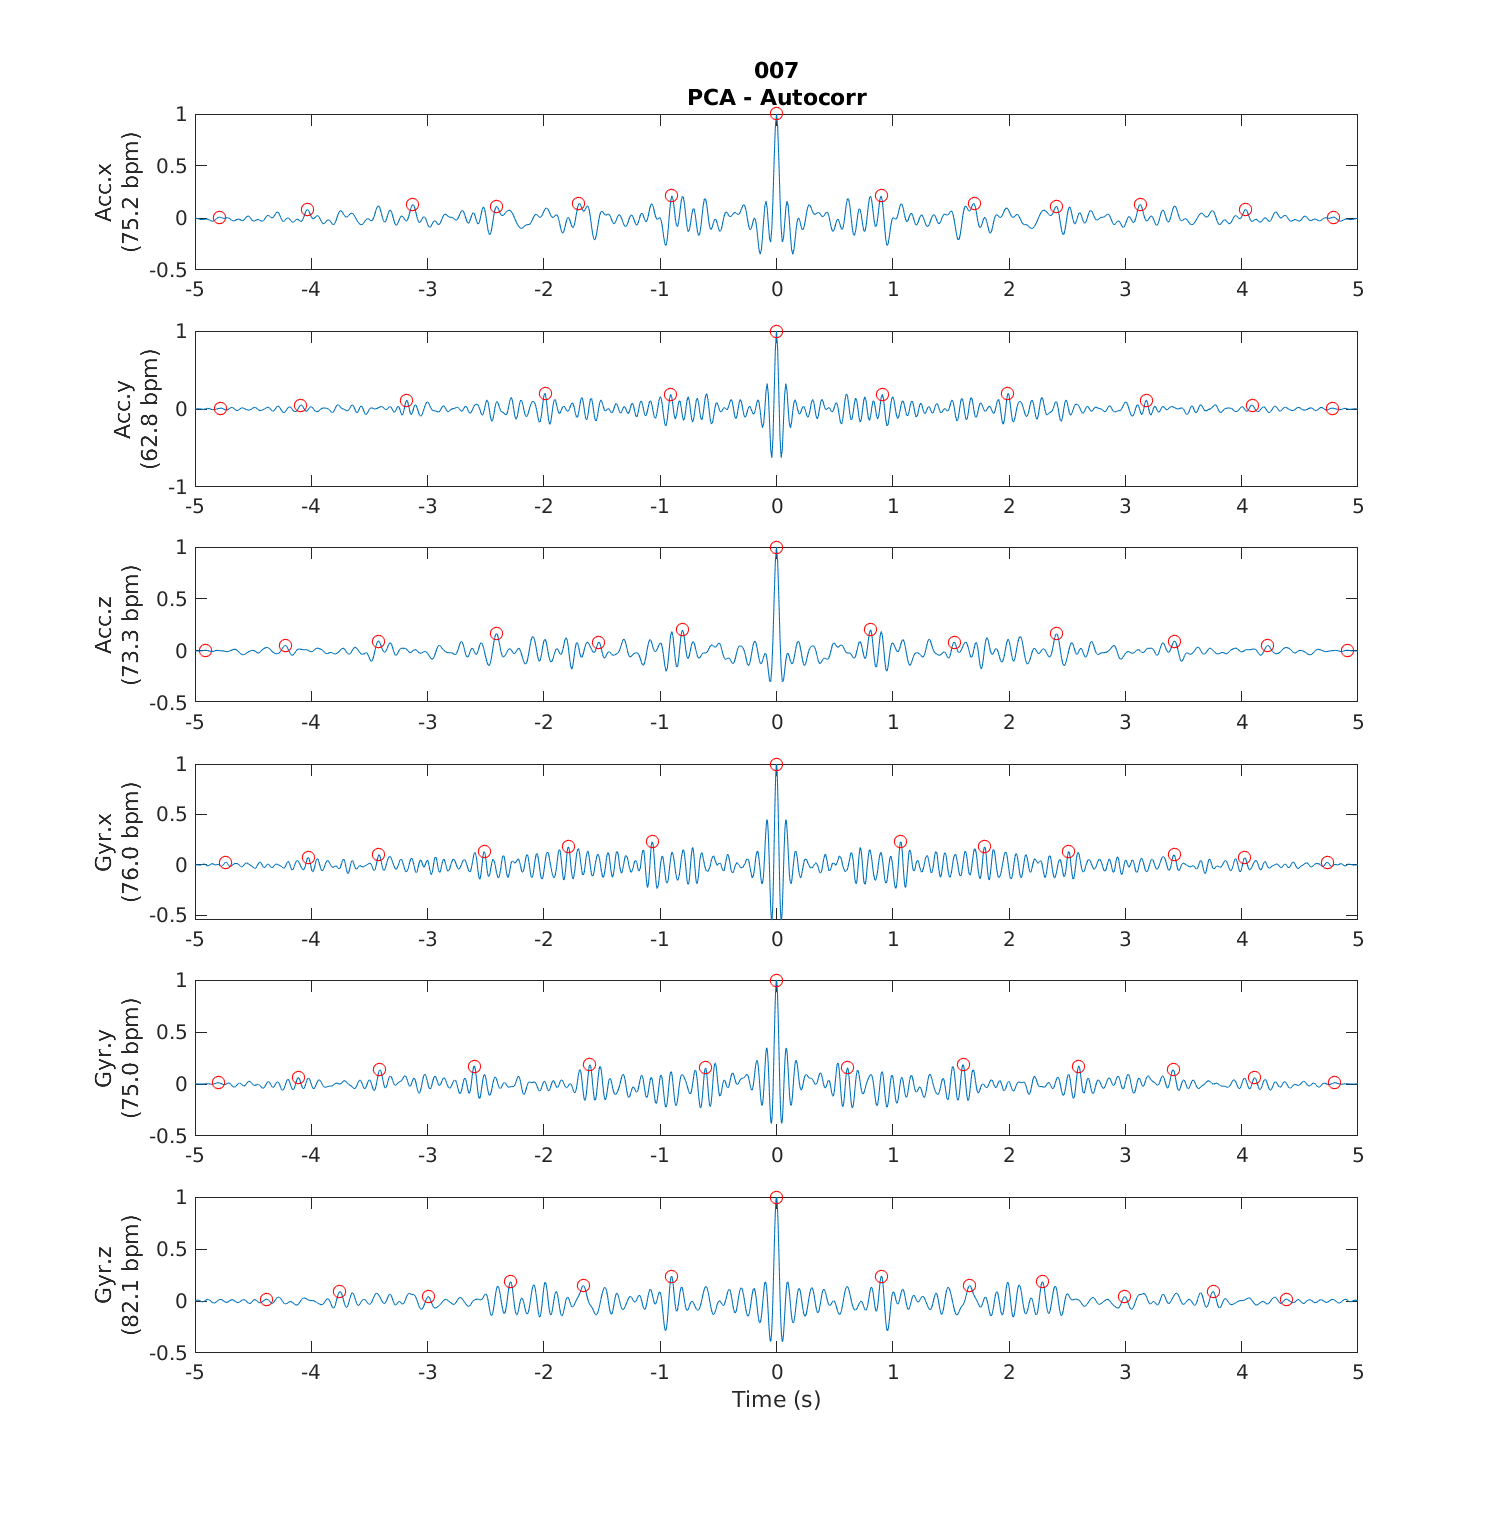 007
PCA - Autocorr
Acc.x
(75.2 bpm)
1
0.5
0
-0.5
-5 -4 -3 -2 -1 0 1 2 3 4 5
Acc.y
(62.8 bpm)
1
0
-1
-5 -4 -3 -2 -1 0 1 2 3 4 5
Acc.z
(73.3 bpm)
1
0.5
0
-0.5
-5 -4 -3 -2 -1 0 1 2 3 4 5
Gyr.x
(76.0 bpm)
1
0.5
0
-0.5
-5 -4 -3 -2 -1 0 1 2 3 4 5
Gyr.y
(75.0 bpm)
1
0.5
0
-0.5
-5 -4 -3 -2 -1 0 1 2 3 4 5
Gyr.z
(82.1 bpm)
1
0.5
0
-0.5
-5 -4 -3 -2 -1 0 1 2 3 4 5
Time (s)